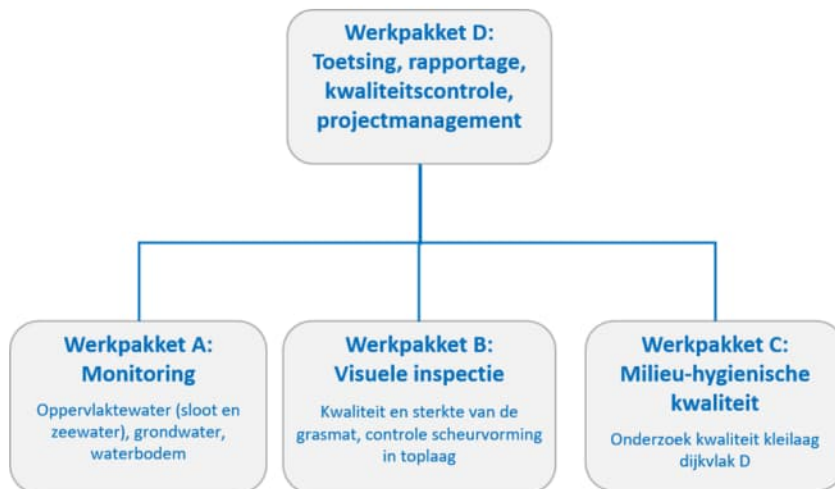 Werkpakket D:
Toetsing, rapportage,
kwaliteitscontrole,
projectmanagement
Werkpakket A:
Monitoring
Oppervlaktewater (sloot en
zeewater), grondwater,
waterbodem
Werkpakket B:
Visuele inspectie
Kwaliteit en sterkte van de
grasmat, controle scheurvorming
in toplaag
Werkpakket C:
Milieu-hygienische
kwaliteit
Onderzoek kwaliteit kleilaag
dijkvlak D